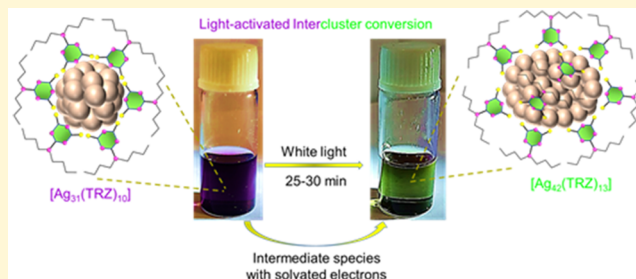 Light-activated Intercluster conversion
White light
25-30 min
[Ag₃₁(TRZ)₁₀]
[Ag₄₂(TRZ)₁₃]
Intermediate species
with solvated electrons